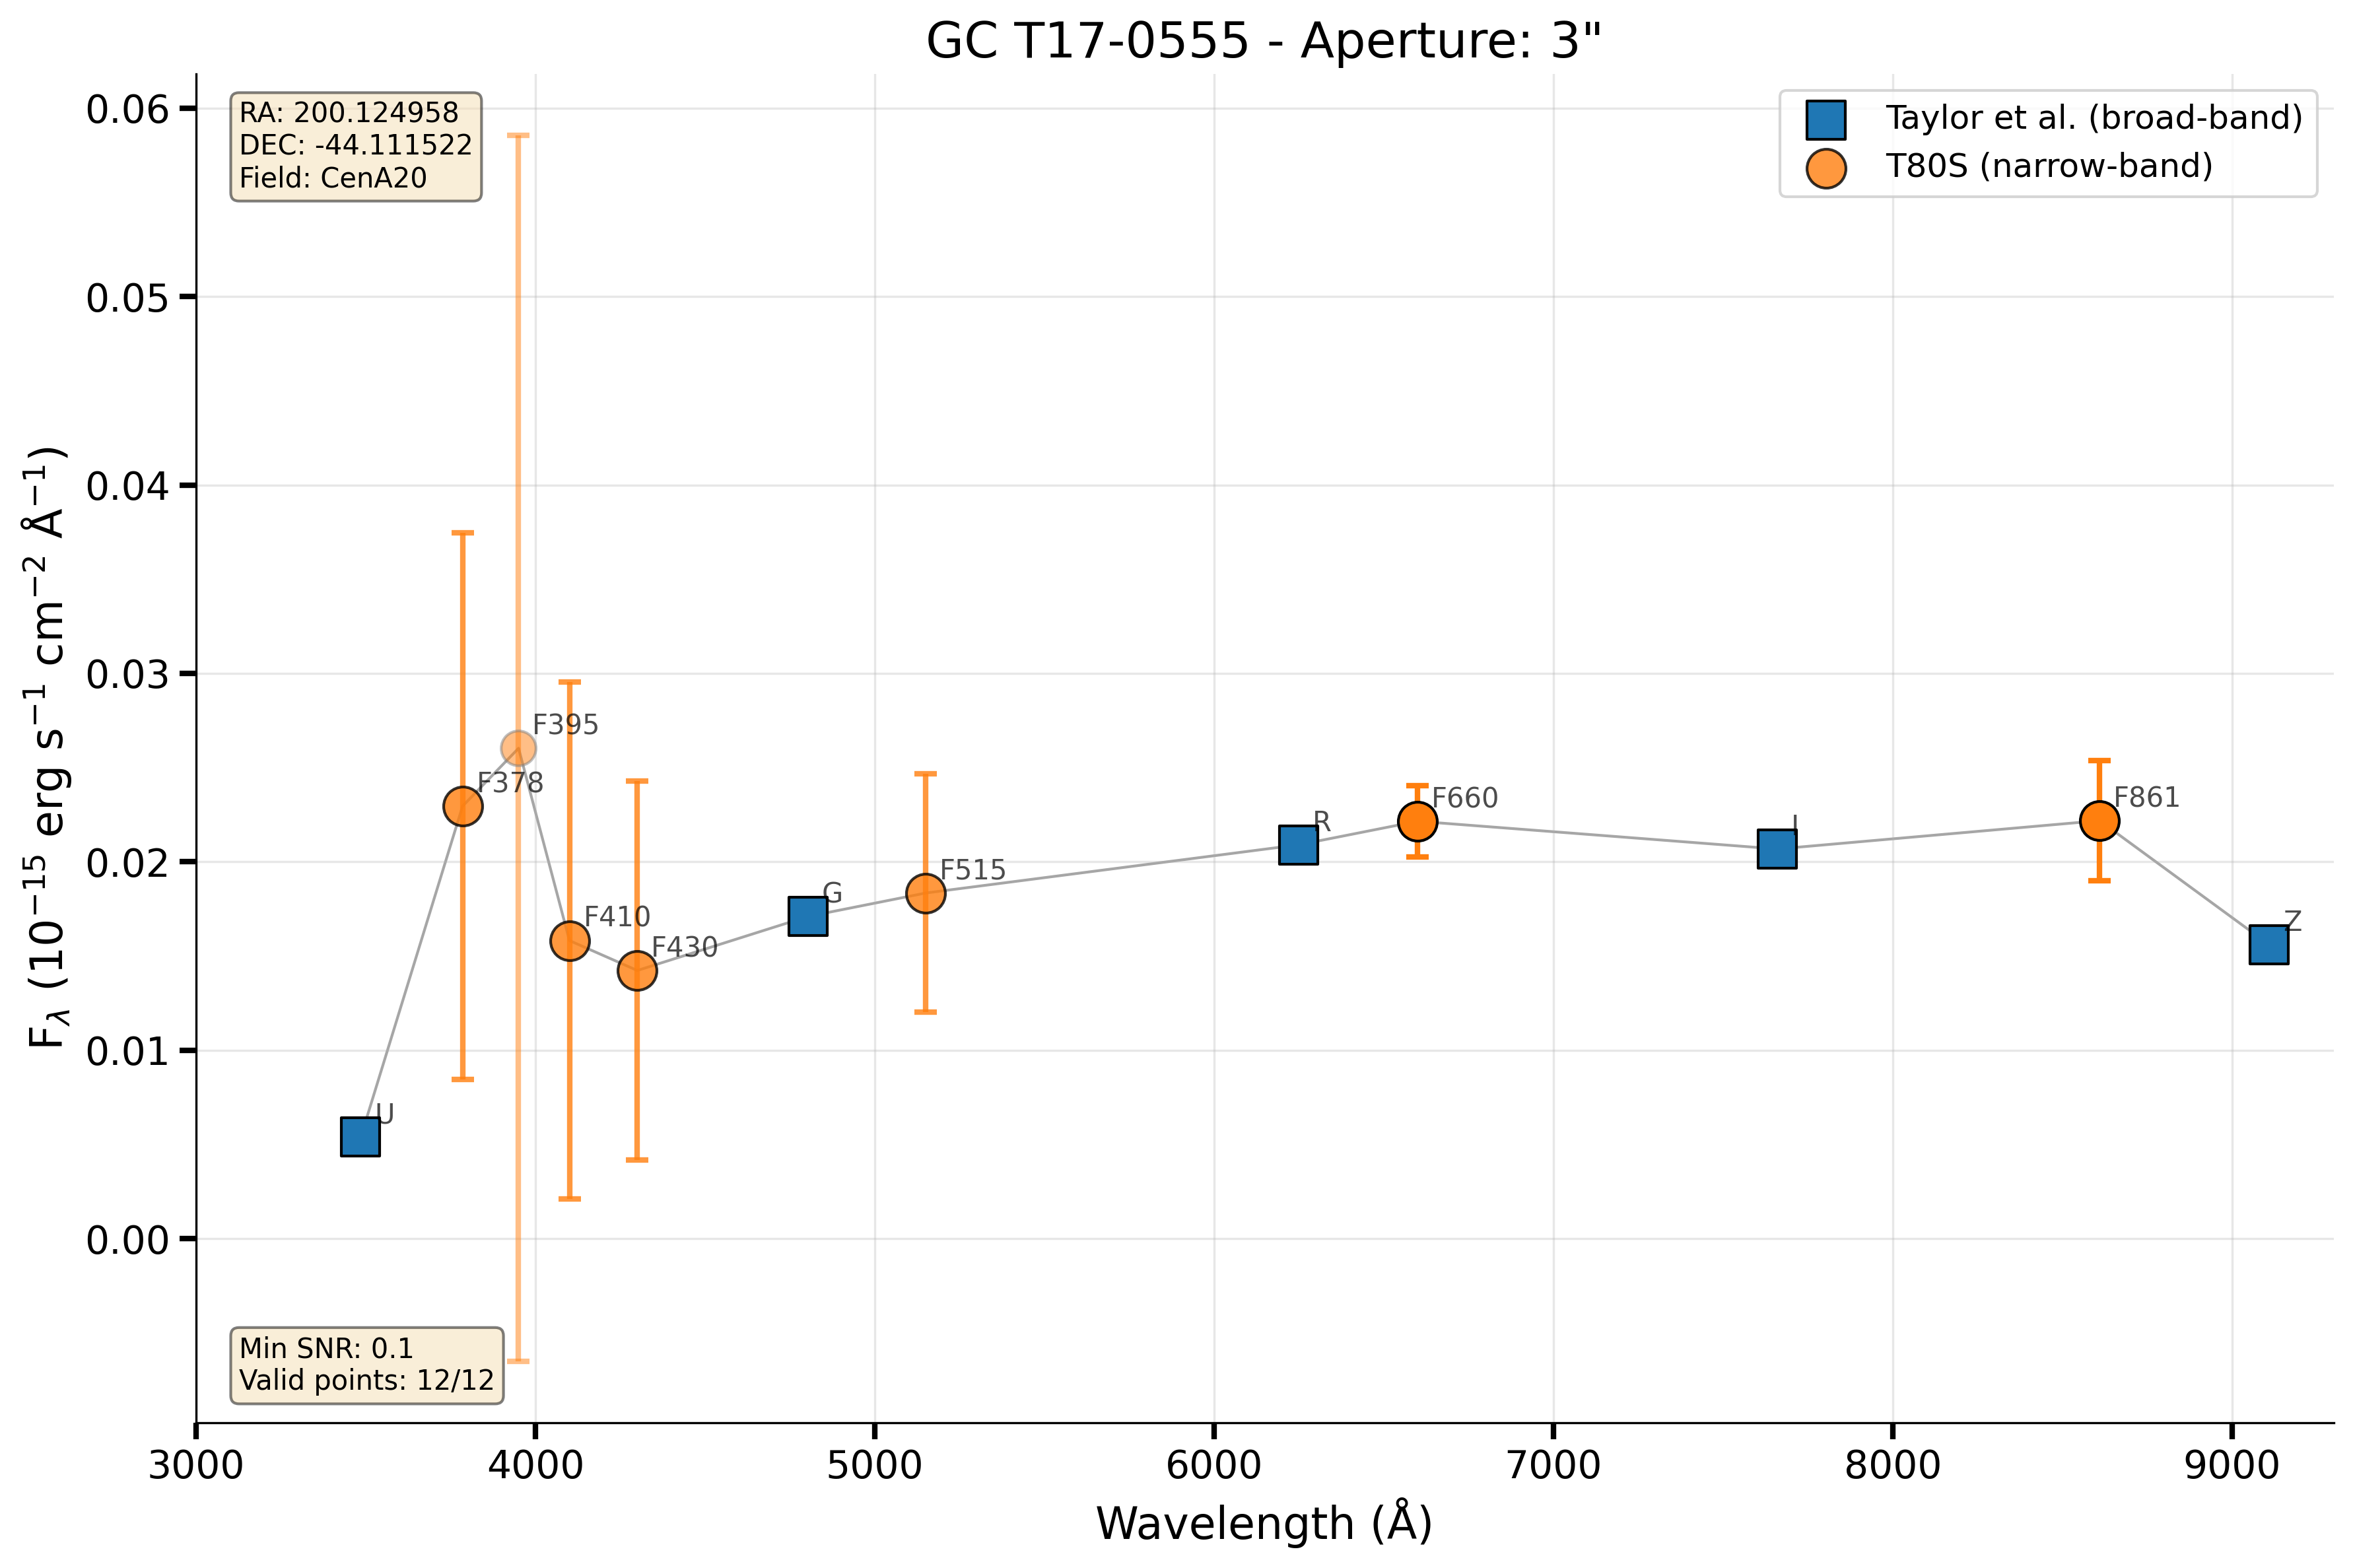 GC T17-0555 - Aperture: 3"
RA: 200.124958
DEC: -44.111522
Field: CenA20
Taylor et al. (broad-band)
T80S (narrow-band)
F_λ (10⁻¹⁵ erg s⁻¹ cm⁻² Å⁻¹)
0.06
0.05
0.04
0.03
0.02
0.01
0.00
U
F378
F395
F410
F430
G
F515
R
F660
I
F861
Z
Min SNR: 0.1
Valid points: 12/12
3000 4000 5000 6000 7000 8000 9000
Wavelength (Å)